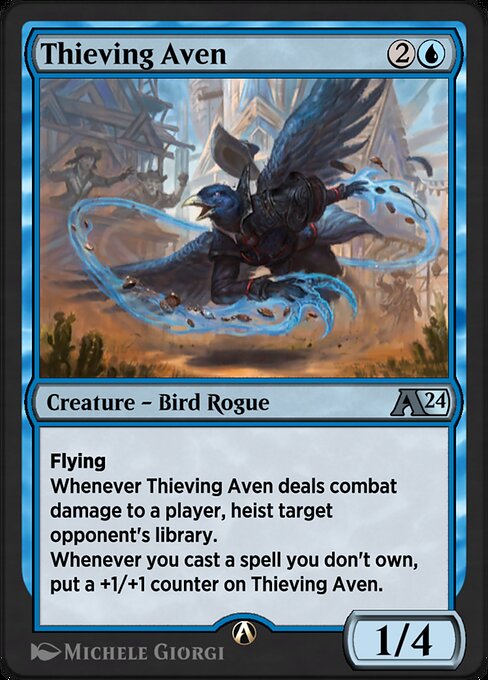 Thieving Aven 2
Creature – Bird Rogue A24
Flying
Whenever Thieving Aven deals combat
damage to a player, heist target
opponent's library.
Whenever you cast a spell you don't own,
put a +1/+1 counter on Thieving Aven.
1/4
Michele Giorgi